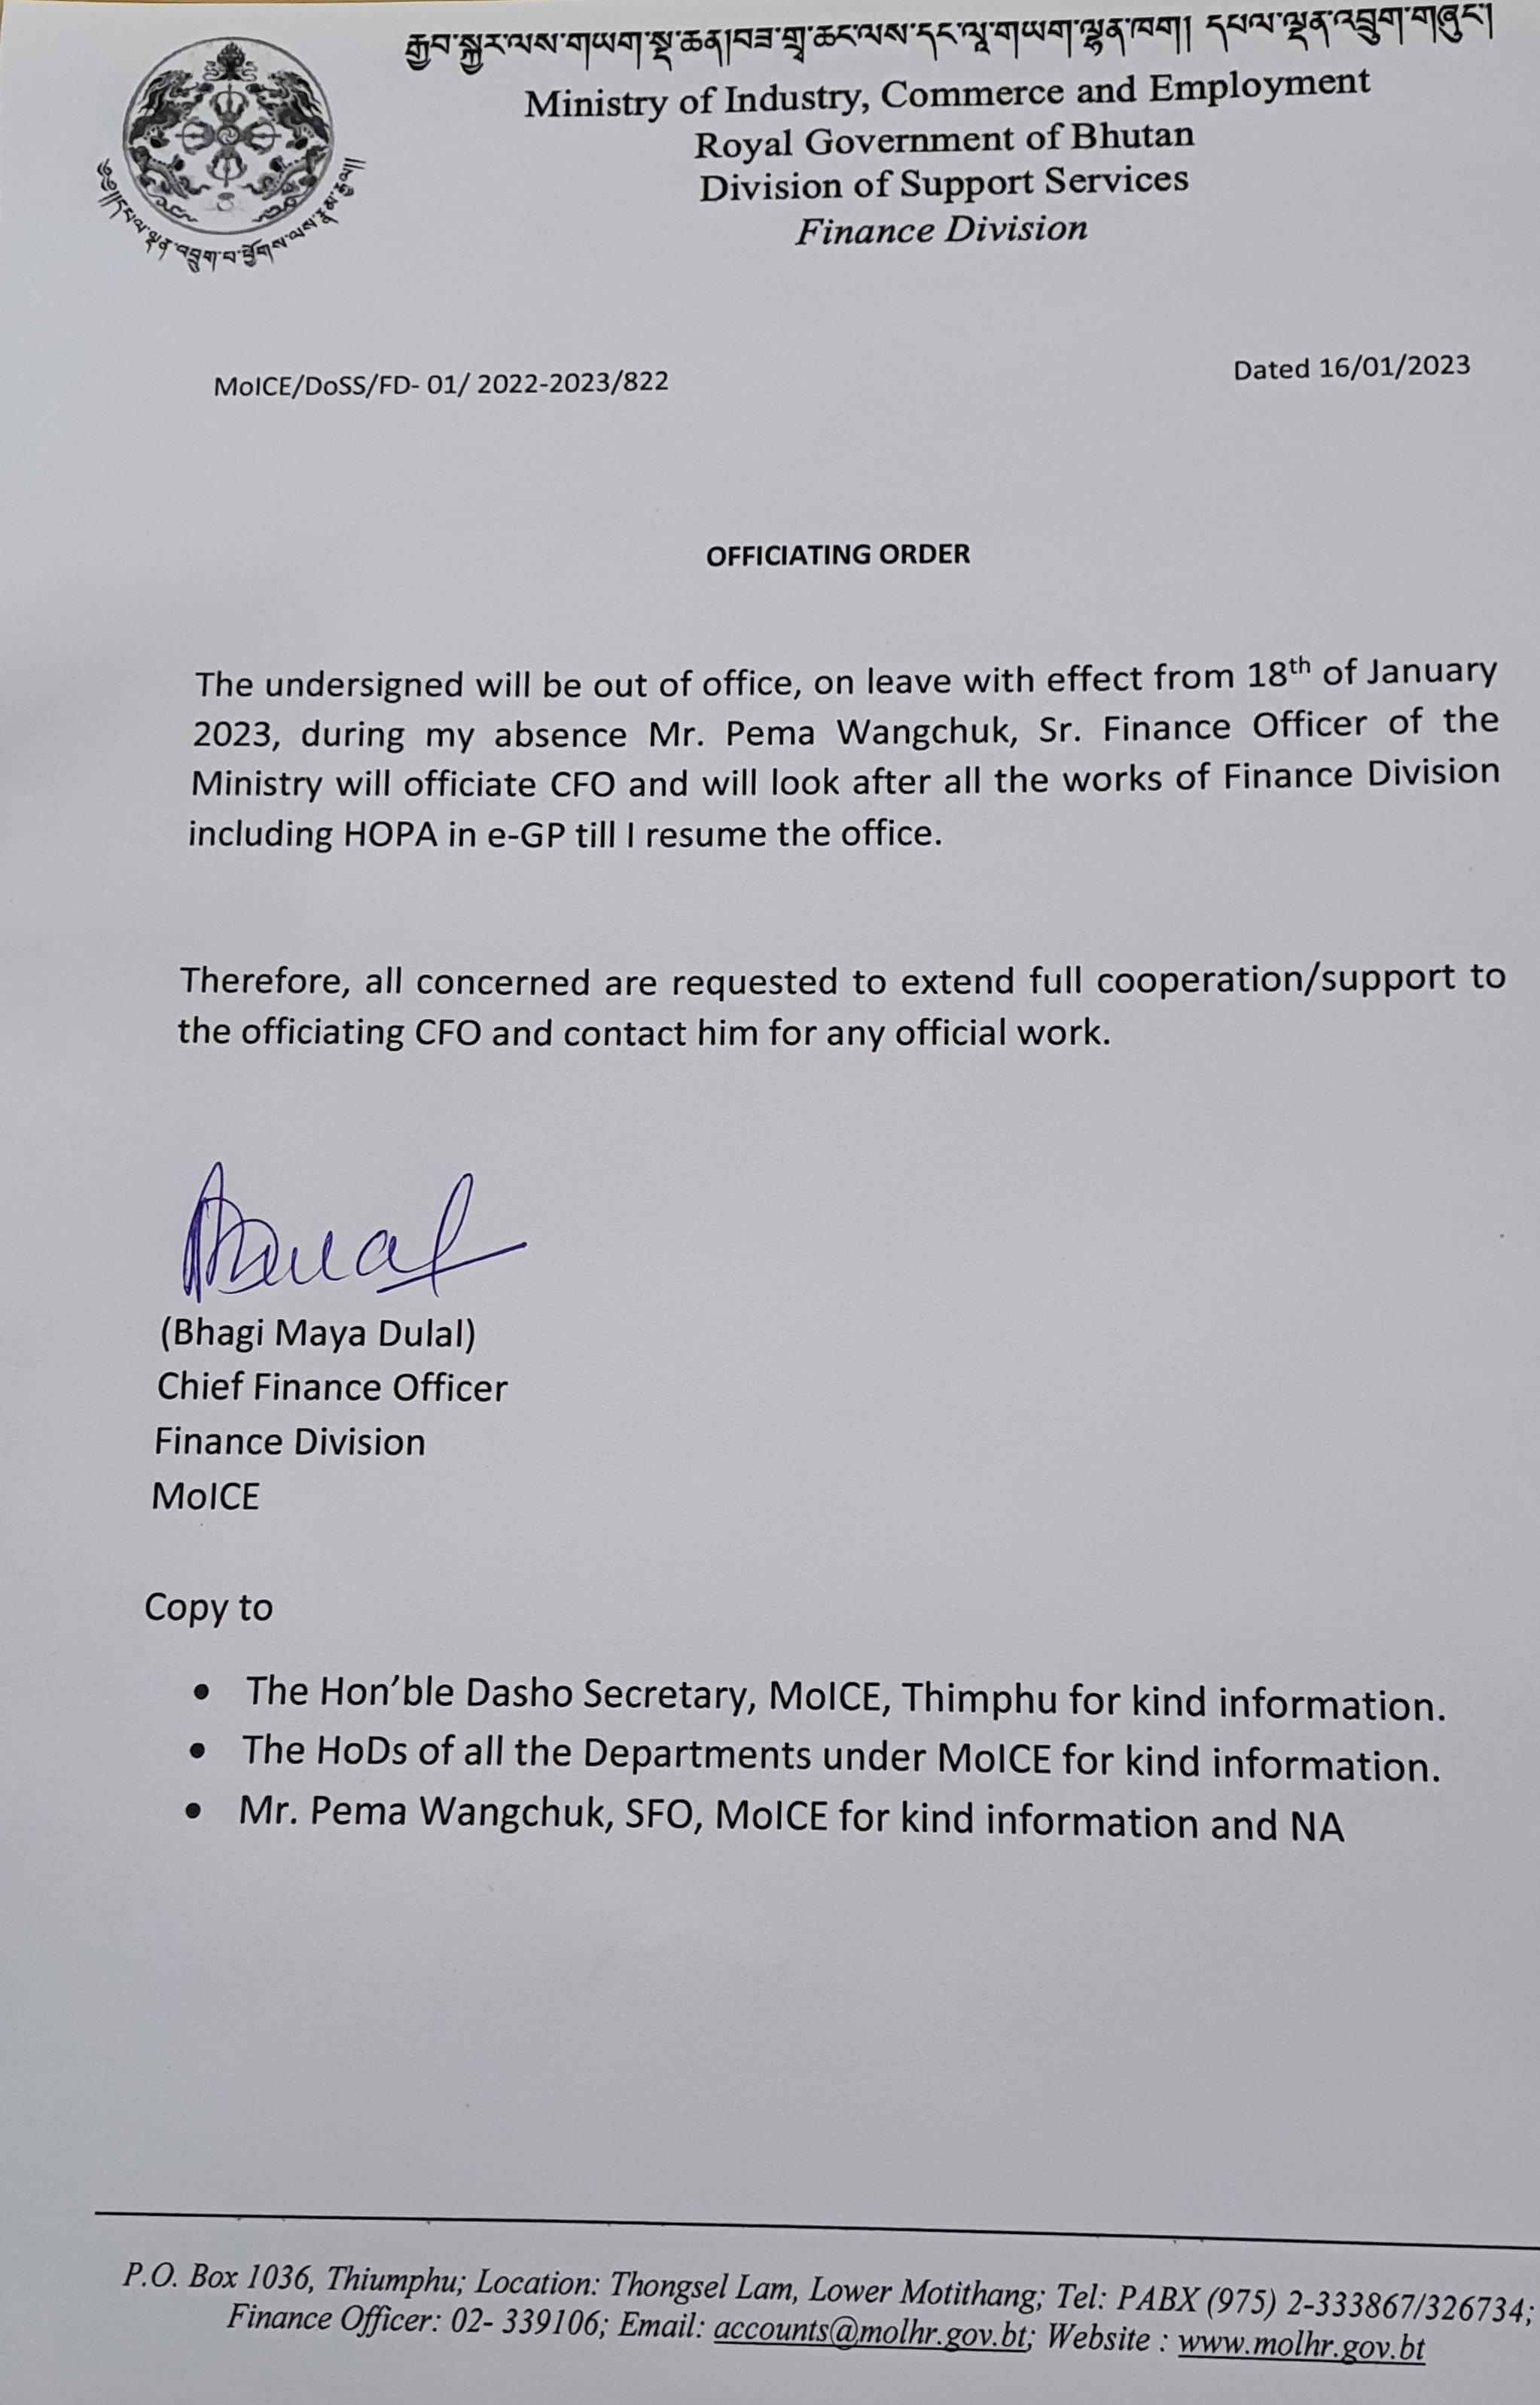 Ministry of Industry, Commerce and Employment
Royal Government of Bhutan
Division of Support Services
Finance Division
MoICE/DoSS/FD- 01/ 2022-2023/822
Dated 16/01/2023
OFFICIATING ORDER
The undersigned will be out of office, on leave with effect from 18th of January
2023, during my absence Mr. Pema Wangchuk, Sr. Finance Officer of the
Ministry will officiate CFO and will look after all the works of Finance Division
including HOPA in e-GP till I resume the office.
Therefore, all concerned are requested to extend full cooperation/support to
the officiating CFO and contact him for any official work.
(Bhagi Maya Dulal)
Chief Finance Officer
Finance Division
MoICE
Copy to
• The Hon’ble Dasho Secretary, MoICE, Thimphu for kind information.
• The HoDs of all the Departments under MoICE for kind information.
• Mr. Pema Wangchuk, SFO, MoICE for kind information and NA
P.O. Box 1036, Thiumphu; Location: Thongsel Lam, Lower Motithang; Tel: PABX (975) 2-333867/326734;
Finance Officer: 02- 339106; Email: accounts@molhr.gov.bt; Website : www.molhr.gov.bt